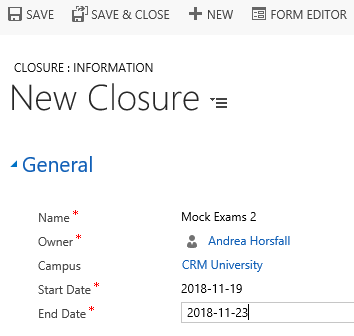 SAVE SAVE & CLOSE NEW FORM EDITOR
CLOSURE : INFORMATION
New Closure
General
Name * Mock Exams 2
Owner * Andrea Horsfall
Campus CRM University
Start Date * 2018-11-19
End Date * 2018-11-23